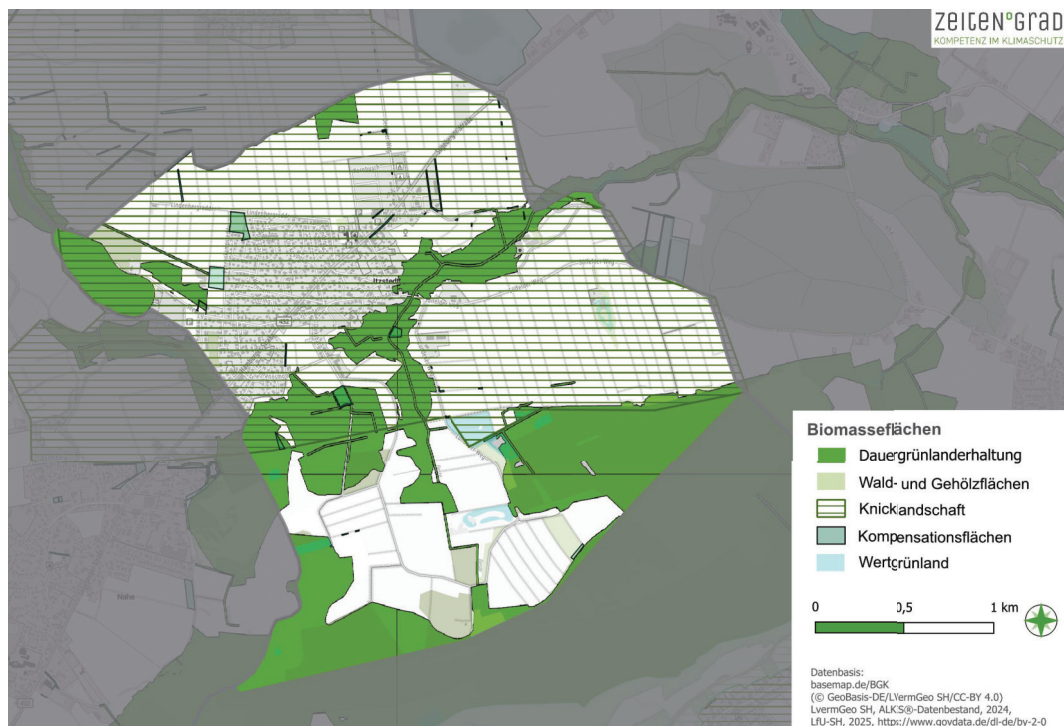 ZEITEN°GRAD
KOMPETENZ IM KLIMASCHUTZ
Itzstedt
432
Nahe
Biomasseflächen
Dauergrünlanderhaltung
Wald- und Gehölzflächen
Knicklandschaft
Kompensationsflächen
Wertgrünland
0 0,5 1 km
Datenbasis:
basemap.de/BGK
(© GeoBasis-DE/LVermGeo SH/CC-BY 4.0)
LvermGeo SH, ALKIS®-Datenbestand, 2024,
LfU-SH, 2025, http://www.govdata.de/dl-de/by-2-0